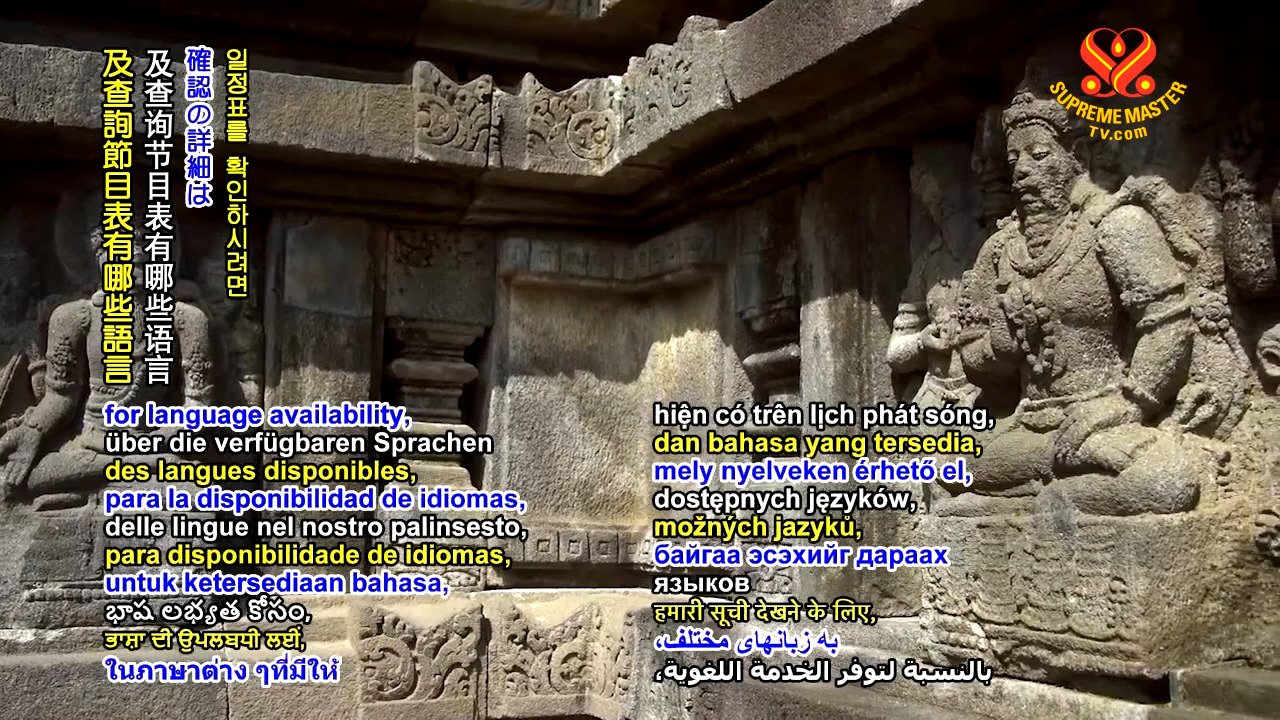 及查詢節目表有哪些語言
及查询节目表有哪些语言
確認の詳細は
일정표를 확인하시려면
SUPREME MASTER
TV.com
for language availability,
über die verfügbaren Sprachen
des langues disponibles,
para la disponibilidad de idiomas,
delle lingue nel nostro palinsesto,
para disponibilidade de idiomas,
untuk ketersediaan bahasa,
భాష లభ్యత కోసం,
ਭਾਸ਼ਾ ਦੀ ਉਪਲਬਧੀ ਲਈ,
ในภาษาต่าง ๆที่มีให้
hiện có trên lịch phát sóng,
dan bahasa yang tersedia,
mely nyelveken érhető el,
dostępnych języków,
možných jazyků,
байгаа эсэхийг дараах
языков
हमारी सूची देखने के लिए,
به زبانهای مختلف،
بالنسبة لتوفر الخدمة اللغوية،